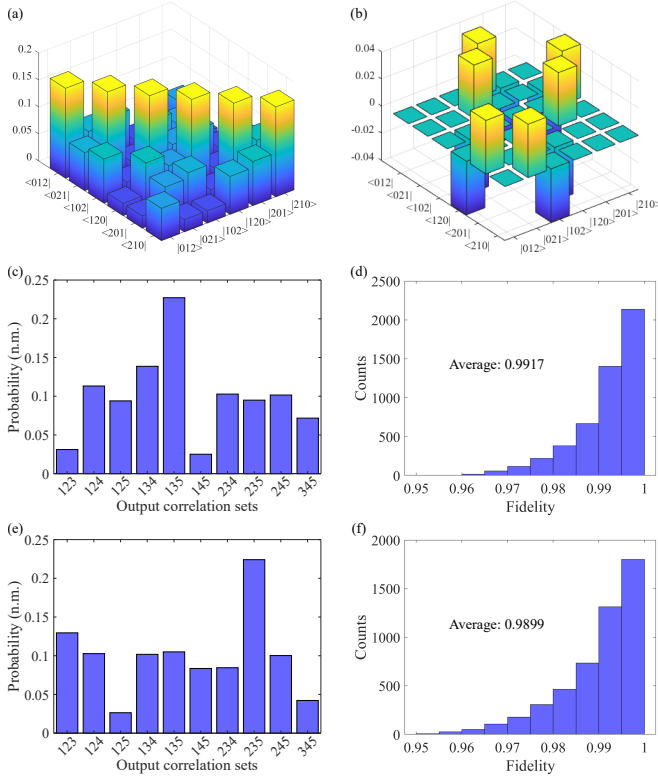 (a)
0.2
0.15
0.1
0.05
0
<012|
<021|
<102|
<120|
<201|
<210|
|012>
|021>
|102>
|120>
|201>
|210>
(b)
0.04
0.02
0
-0.02
-0.04
<012|
<021|
<102|
<120|
<201|
<210|
|012>
|021>
|102>
|120>
|201>
|210>
(c)
Probability (n.m.)
0.25
0.2
0.15
0.1
0.05
0
123 124 125 134 135 145 234 235 245 345
Output correlation sets
(d)
Counts
2500
2000
1500
1000
500
0
Average: 0.9917
0.95 0.96 0.97 0.98 0.99 1
Fidelity
(e)
Probability (n.m.)
0.25
0.2
0.15
0.1
0.05
0
123 124 125 134 135 145 234 235 245 345
Output correlation sets
(f)
Counts
2000
1500
1000
500
0
Average: 0.9899
0.95 0.96 0.97 0.98 0.99 1
Fidelity